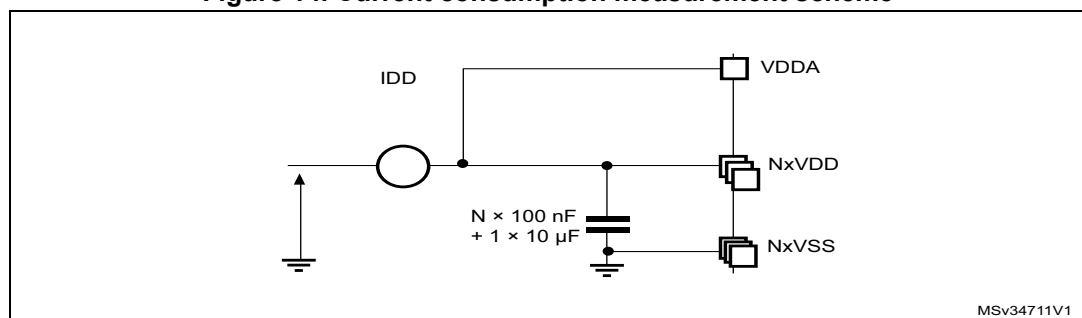 Figure 14. Current consumption measurement scheme
IDD
VDDA
NxVDD
N × 100 nF
+ 1 × 10 µF
NxVSS
MSv34711V1